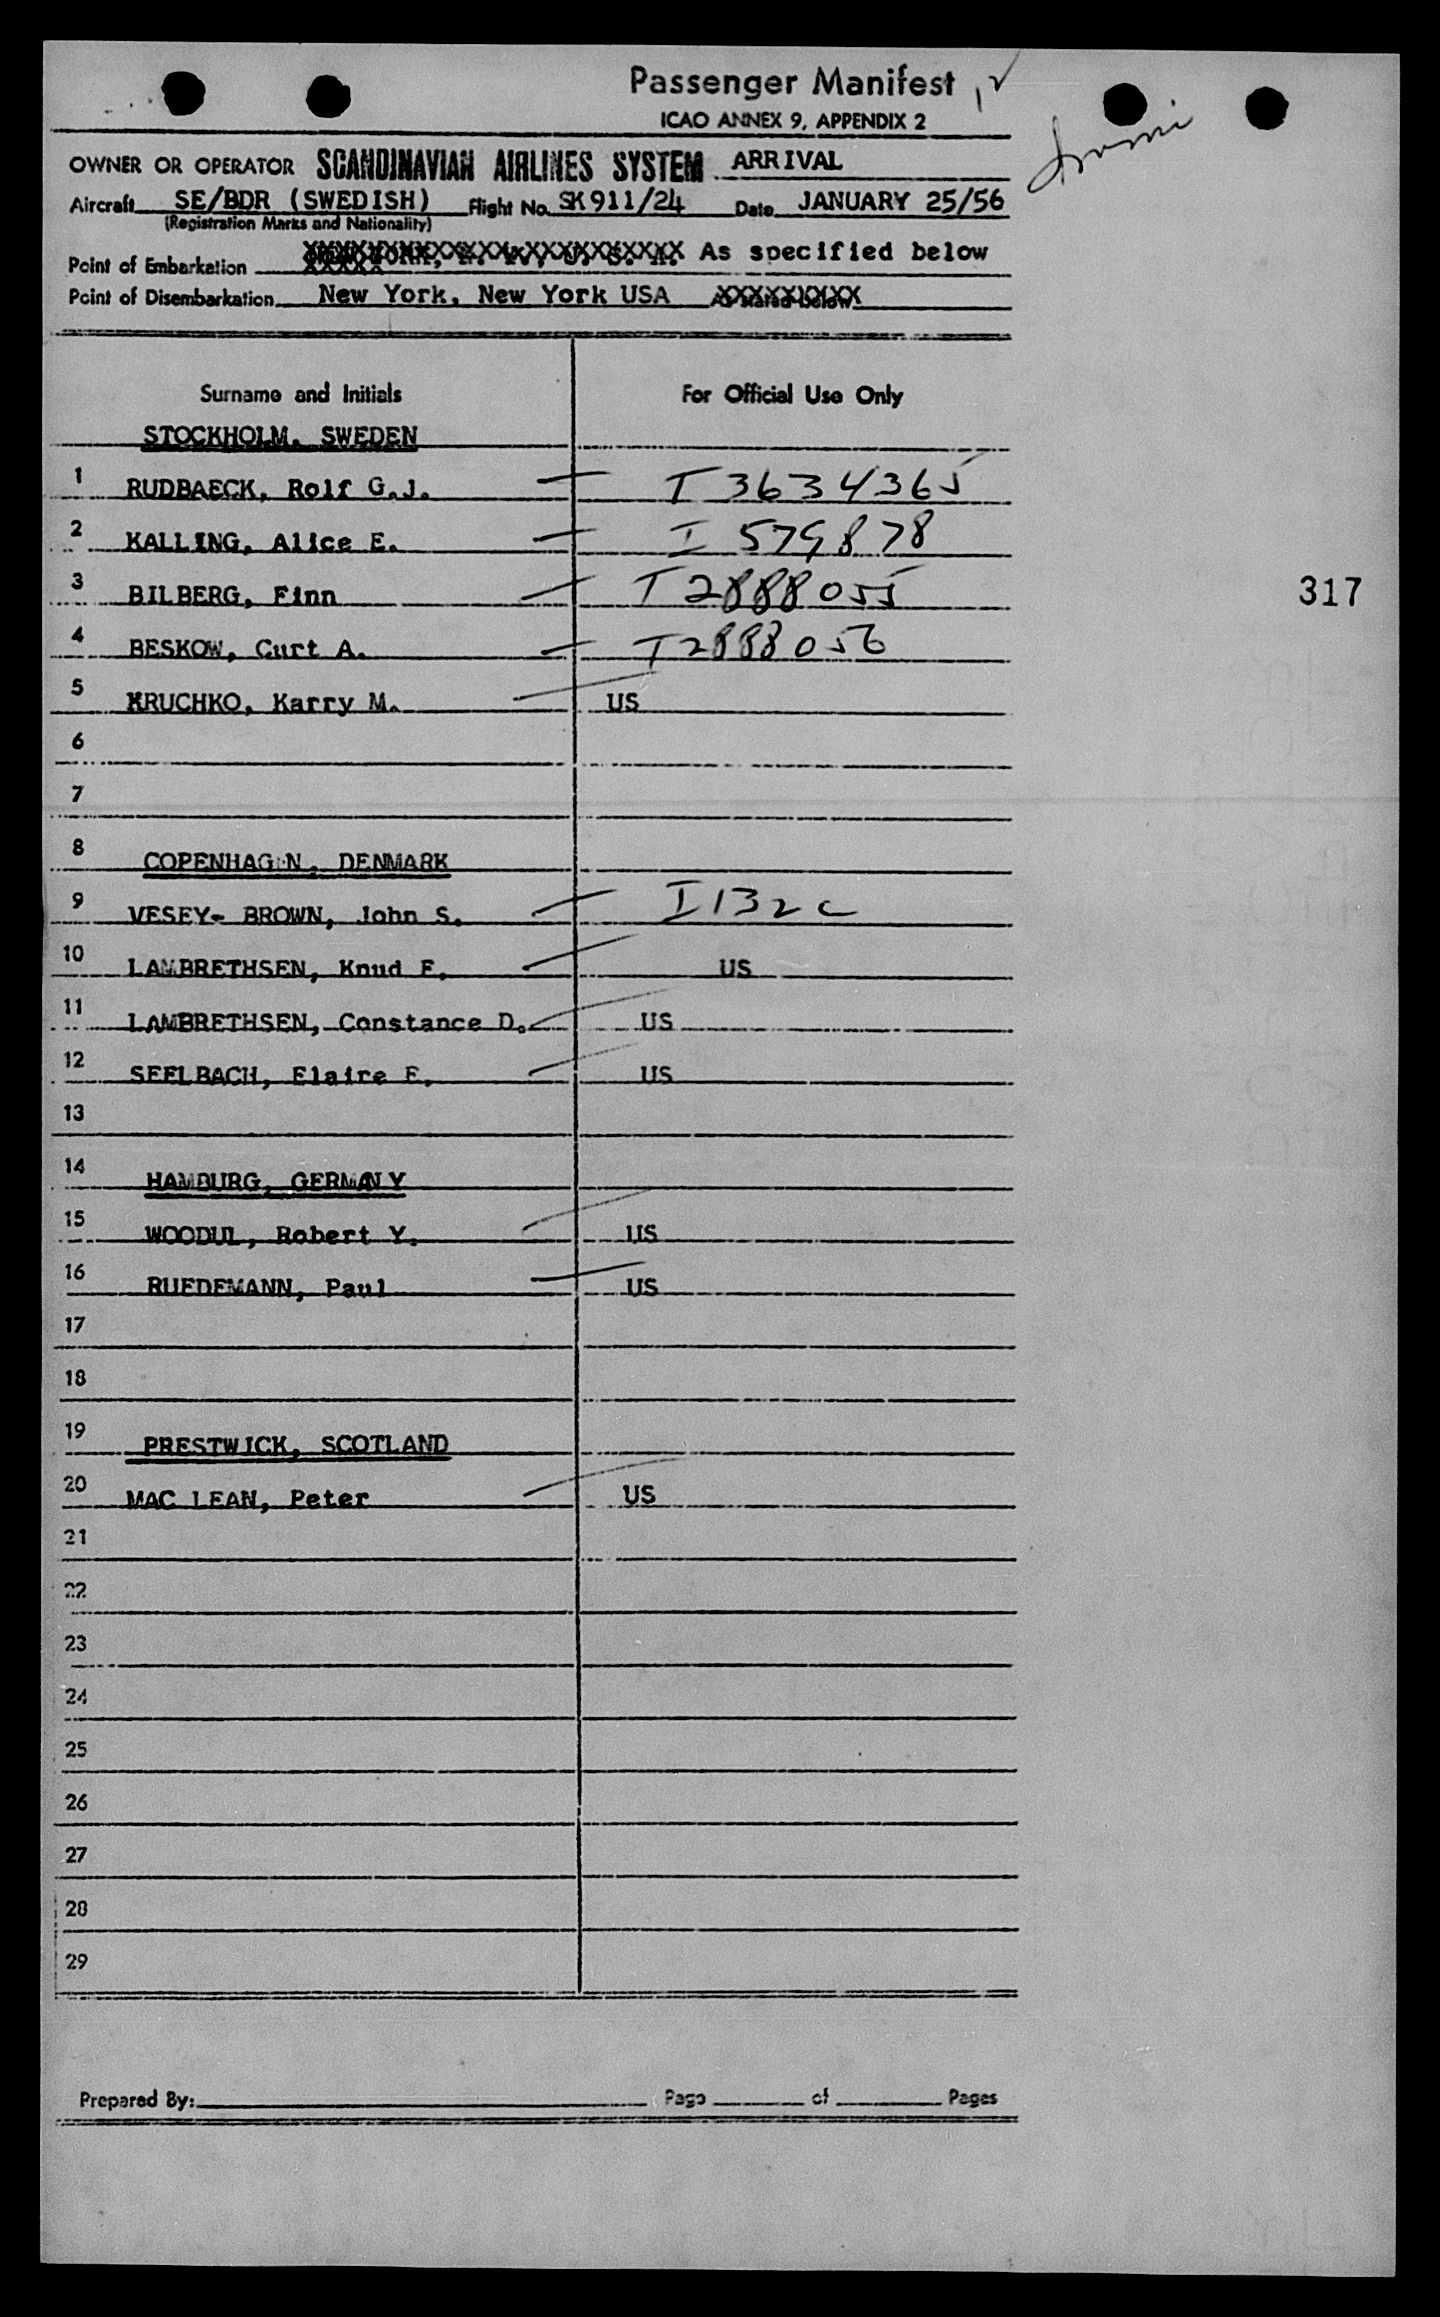 Passenger Manifest 12
ICAO ANNEX 9, APPENDIX 2
OWNER OR OPERATOR SCANDINAVIAN AIRLINES SYSTEM ARRIVAL
Aircraft SE/BDR (SWEDISH) Flight No. SK911/24 Date JANUARY 25/56
(Registration Marks and Nationality)
Point of Embarkation As specified below
Point of Disembarkation New York, New York USA
Surname and Initials For Official Use Only
STOCKHOLM, SWEDEN
1 RUDBAECK, Rolf G.J. I 3634365
2 KALLING, Alice E. I 579878
3 BILBERG, Finn I 2888055
317
4 BESKOW, Curt A. I 2888056
5 KRUCHKO, Karry M. US
6
7
8 COPENHAGEN, DENMARK
9 VESEY- BROWN, John S. I 132 c
10 LAMBRETHSEN, Knud E. US
11 LAMBRETHSEN, Constance D. US
12 SEELBACH, Elaire E. US
13
14 HAMBURG, GERMANY
15 WOODUL, Robert Y. US
16 RUEDEMANN, Paul US
17
18
19 PRESTWICK, SCOTLAND
20 MAC LEAN, Peter US
21
22
23
24
25
26
27
28
29
Prepared By: Page of Pages